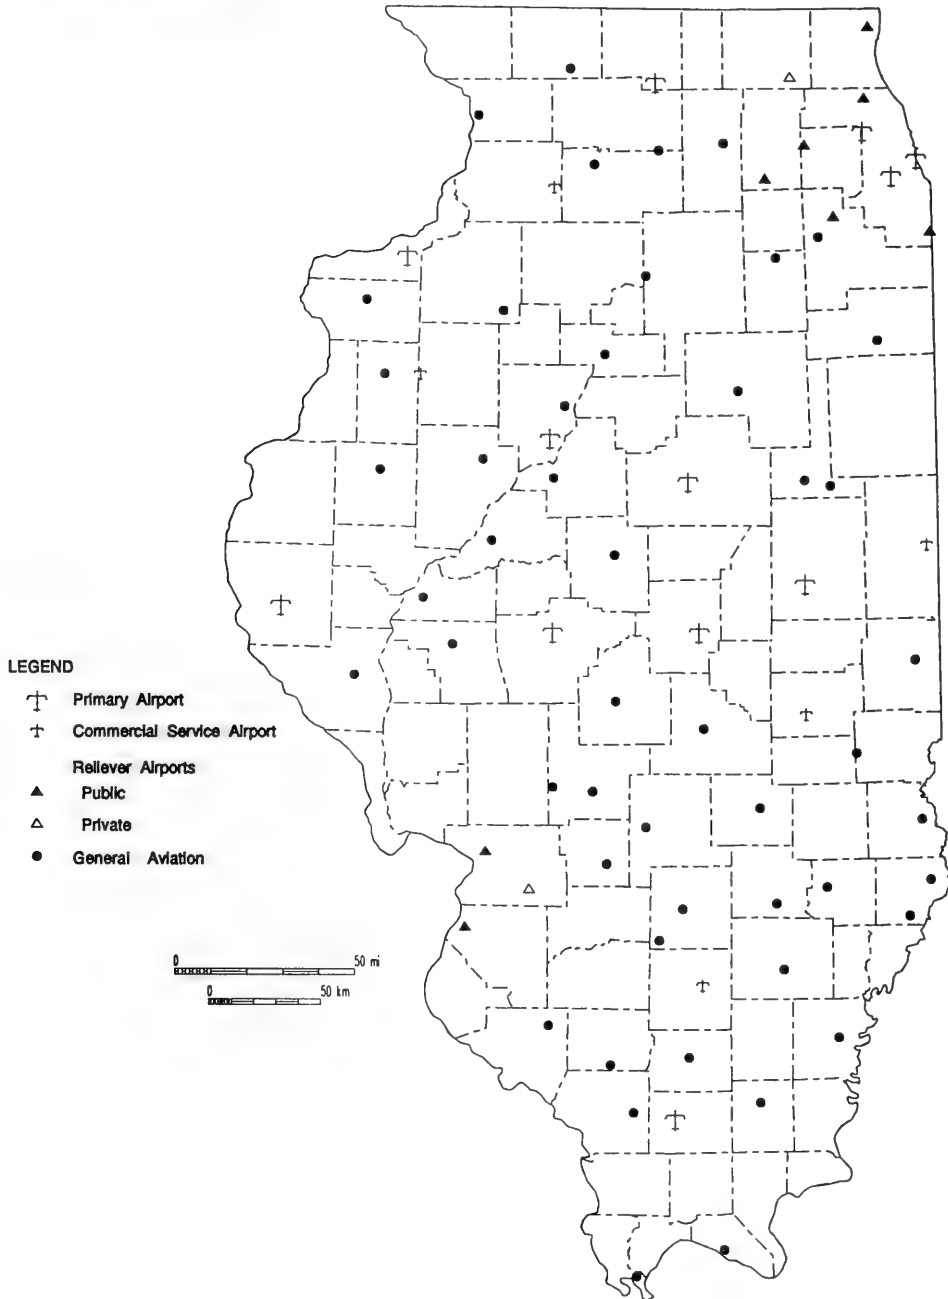 LEGEND
Primary Airport
Commercial Service Airport
Reliever Airports
Public
Private
General Aviation
0 50 mi
0 50 km